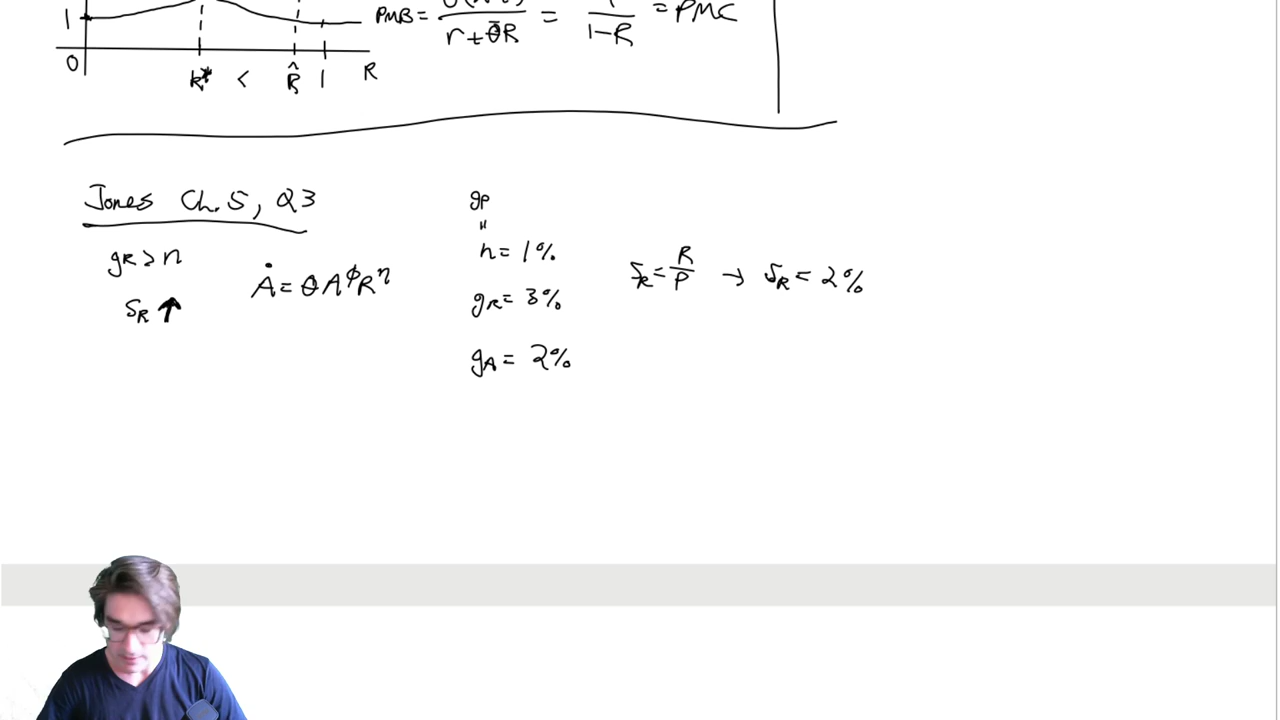 1
PMB = / r + θ̄R = 1 / 1-R = PMC
0 R* < R̂ 1 R
Jones Ch. 5, Q3
gR > n
SR ↑
Ȧ = θA^ϕR^η
gP
"
n = 1%
gR = 3%
gA = 2%
SR = R/P → SR = 2%